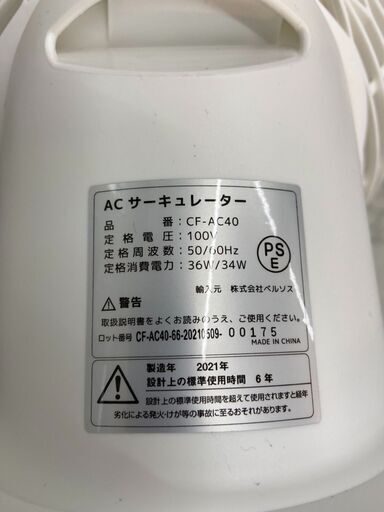 AC サーキュレーター
品　　　番：CF-AC40
定 格 電 圧：100V
定格周波数：50/60Hz
定格消費電力：36W/34W
PS
E
輸入元　株式会社ベルソス
⚠ 警告
取扱説明書をよくお読みのうえ、ご使用ください。
ロット番号 CF-AC40-66-20210509- 00175
MADE IN CHINA
製造年　2021年
設計上の標準使用時間　6 年
設計上の標準使用時間を超えて使用されますと、経年
劣化による発火・けが等の事故に至るおそれがあります。